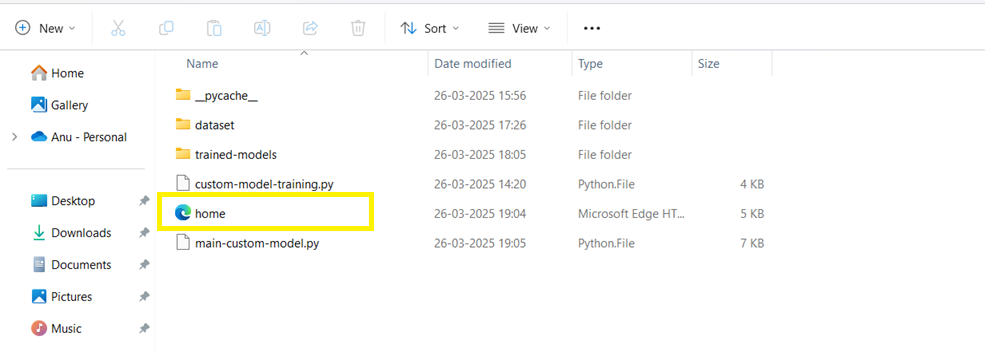 New Sort View
Name Date modified Type Size
Home
Gallery
Anu - Personal
Desktop
Downloads
Documents
Pictures
Music
__pycache__ 26-03-2025 15:56 File folder
dataset 26-03-2025 17:26 File folder
trained-models 26-03-2025 18:05 File folder
custom-model-training.py 26-03-2025 14:20 Python.File 4 KB
home 26-03-2025 19:04 Microsoft Edge HT... 5 KB
main-custom-model.py 26-03-2025 19:05 Python.File 7 KB